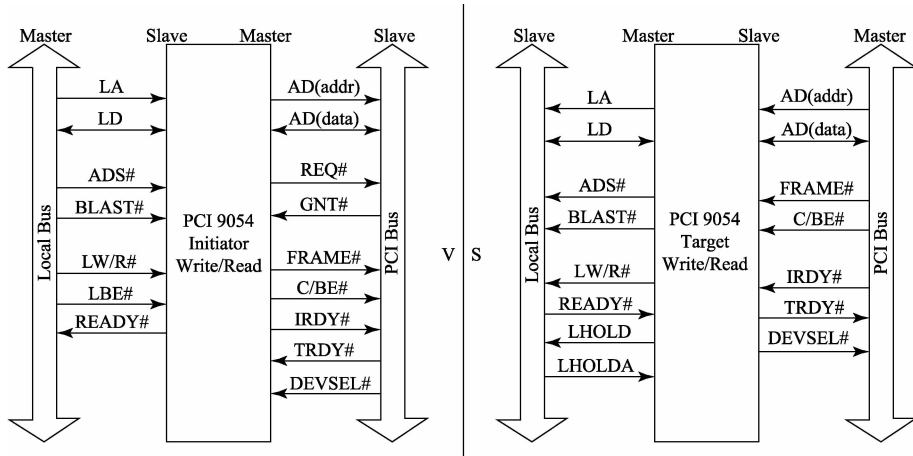 Master
Slave
Master
Slave
LA
LD
ADS#
BLAST#
LW/R#
LBE#
READY#
Local Bus
PCI 9054
Initiator
Write/Read
AD(addr)
AD(data)
REQ#
GNT#
FRAME#
C/BE#
IRDY#
TRDY#
DEVSEL#
PCI Bus
V S
Slave
Master
Slave
Master
LA
LD
ADS#
BLAST#
LW/R#
READY#
LHOLD
LHOLDA
Local Bus
PCI 9054
Target
Write/Read
AD(addr)
AD(data)
FRAME#
C/BE#
IRDY#
TRDY#
DEVSEL#
PCI Bus